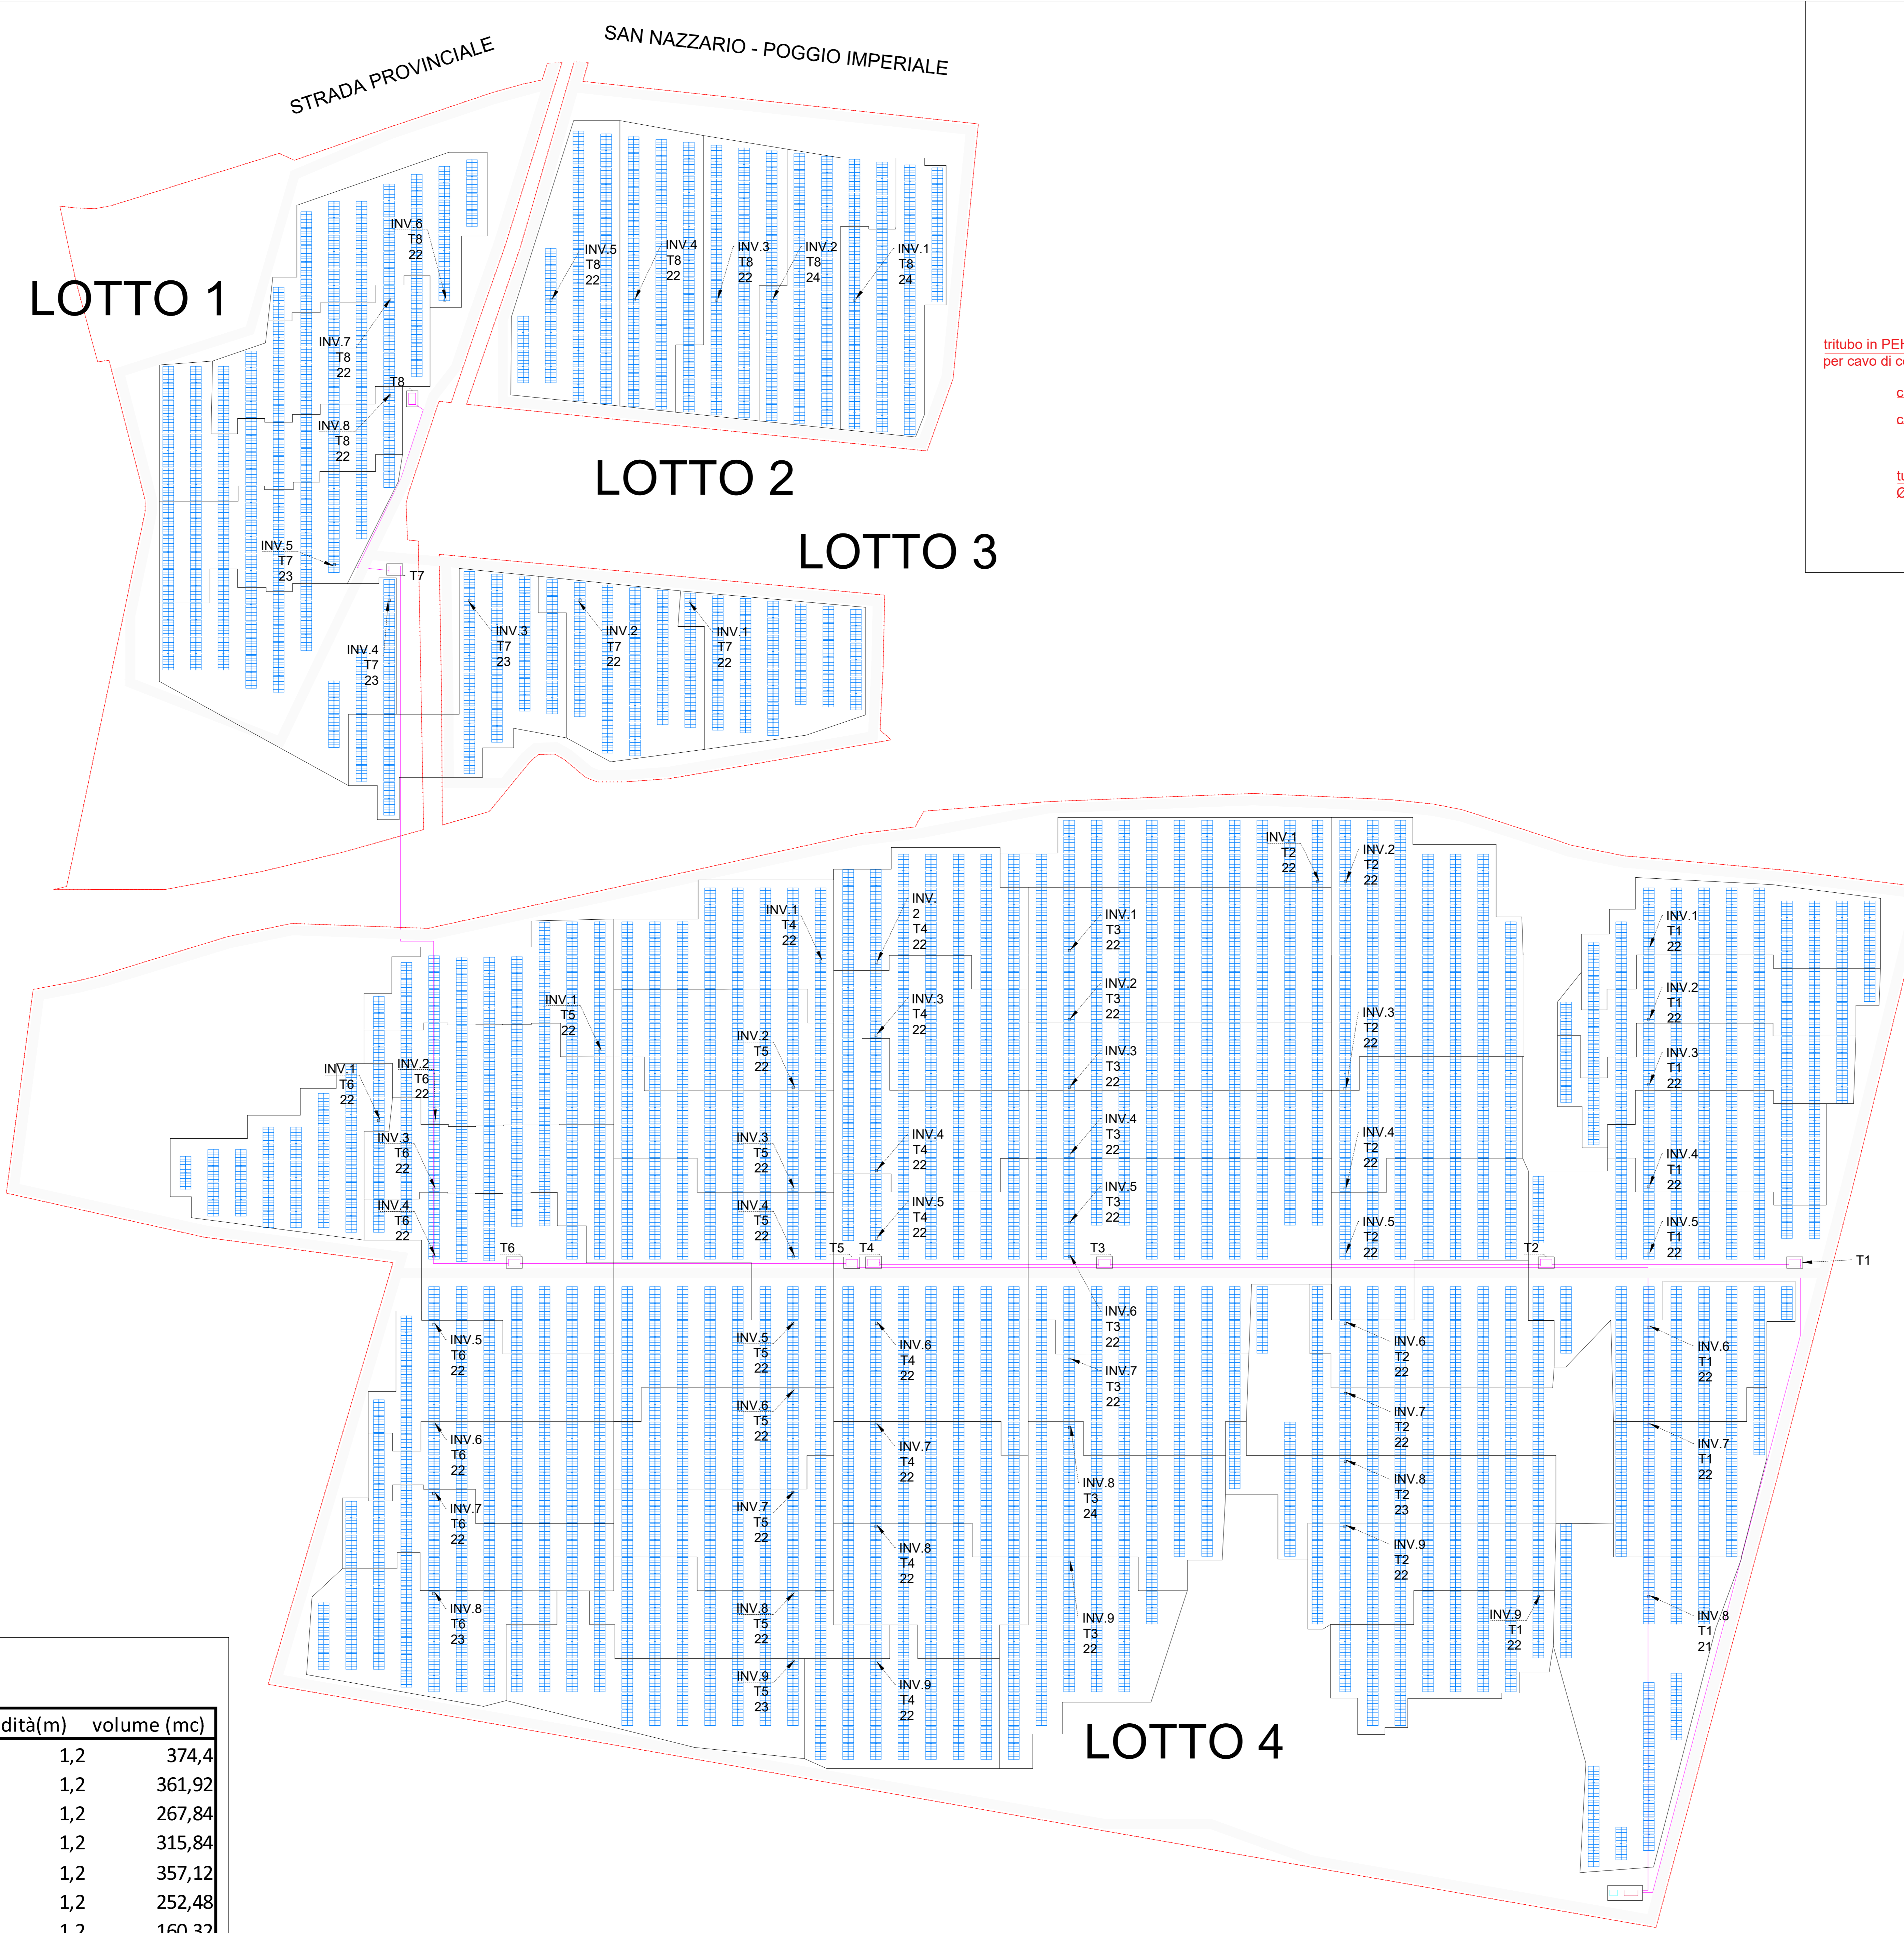 STRADA PROVINCIALE
SAN NAZZARIO - POGGIO IMPERIALE
LOTTO 1
INV.6
T8
22
INV.7
T8
22
T8
INV.8
T8
22
INV.5
T7
23
T7
INV.4
T7
23
INV.5
T8
22
INV.4
T8
22
INV.3
T8
22
INV.2
T8
24
INV.1
T8
24
LOTTO 2
LOTTO 3
INV.3
T7
23
INV.2
T7
22
INV.1
T7
22
tritubo in PEH
per cavo di co
c
c
tu
Ø
INV.1
T2
22
INV.2
T2
22
INV.1
T4
22
INV.
2
T4
22
INV.1
T3
22
INV.1
T1
22
INV.1
T5
22
INV.3
T4
22
INV.2
T3
22
INV.3
T2
22
INV.2
T1
22
INV.2
T5
22
INV.3
T3
22
INV.3
T1
22
INV.1
T6
22
INV.2
T6
22
INV.3
T6
22
INV.3
T5
22
INV.4
T4
22
INV.4
T3
22
INV.4
T2
22
INV.4
T1
22
INV.4
T6
22
INV.4
T5
22
INV.5
T4
22
INV.5
T3
22
INV.5
T2
22
INV.5
T1
22
T6
T5
T4
T3
T2
T1
INV.5
T6
22
INV.5
T5
22
INV.6
T4
22
INV.6
T3
22
INV.6
T2
22
INV.6
T1
22
INV.7
T3
22
INV.6
T6
22
INV.6
T5
22
INV.7
T4
22
INV.7
T2
22
INV.7
T1
22
INV.8
T3
24
INV.8
T2
23
INV.7
T6
22
INV.7
T5
22
INV.8
T4
22
INV.9
T2
22
INV.8
T6
23
INV.8
T5
22
INV.9
T3
22
INV.9
T1
22
INV.8
T1
21
INV.9
T5
23
INV.9
T4
22
LOTTO 4
dità(m) volume (mc)
1,2 374,4
1,2 361,92
1,2 267,84
1,2 315,84
1,2 357,12
1,2 252,48
1,2 160,32